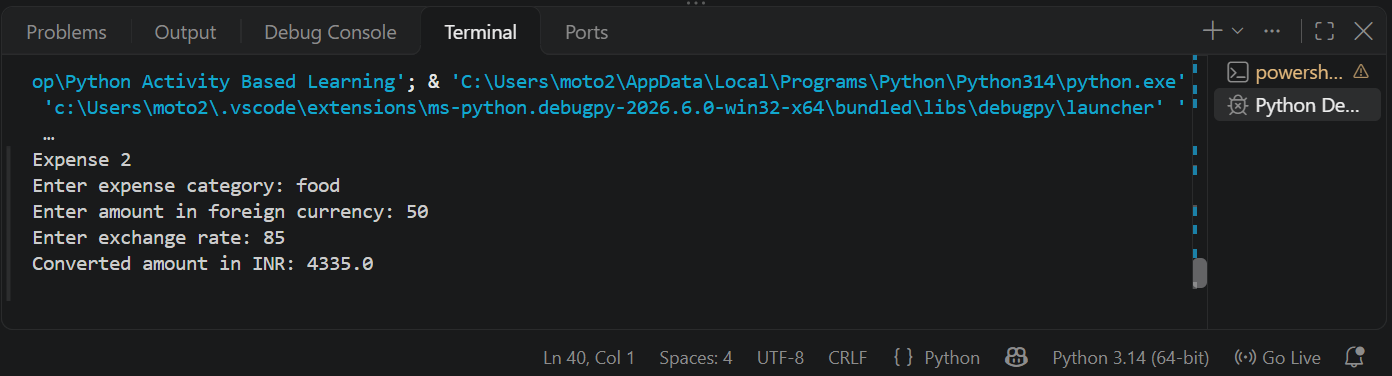 Problems Output Debug Console Terminal Ports
op\Python Activity Based Learning'; & 'C:\Users\moto2\AppData\Local\Programs\Python\Python314\python.exe'
'c:\Users\moto2\.vscode\extensions\ms-python.debugpy-2026.6.0-win32-x64\bundled\libs\debugpy\launcher' '
…
Expense 2
Enter expense category: food
Enter amount in foreign currency: 50
Enter exchange rate: 85
Converted amount in INR: 4335.0
powersh...
Python De...
Ln 40, Col 1 Spaces: 4 UTF-8 CRLF {} Python Python 3.14 (64-bit) Go Live